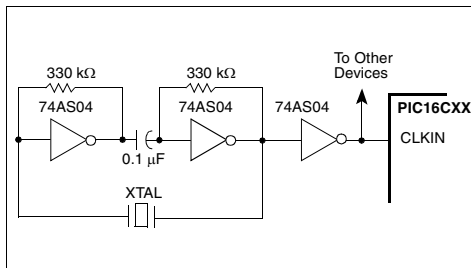 To Other
Devices
330 kΩ
330 kΩ
74AS04
74AS04
74AS04
PIC16CXX
CLKIN
0.1 µF
XTAL